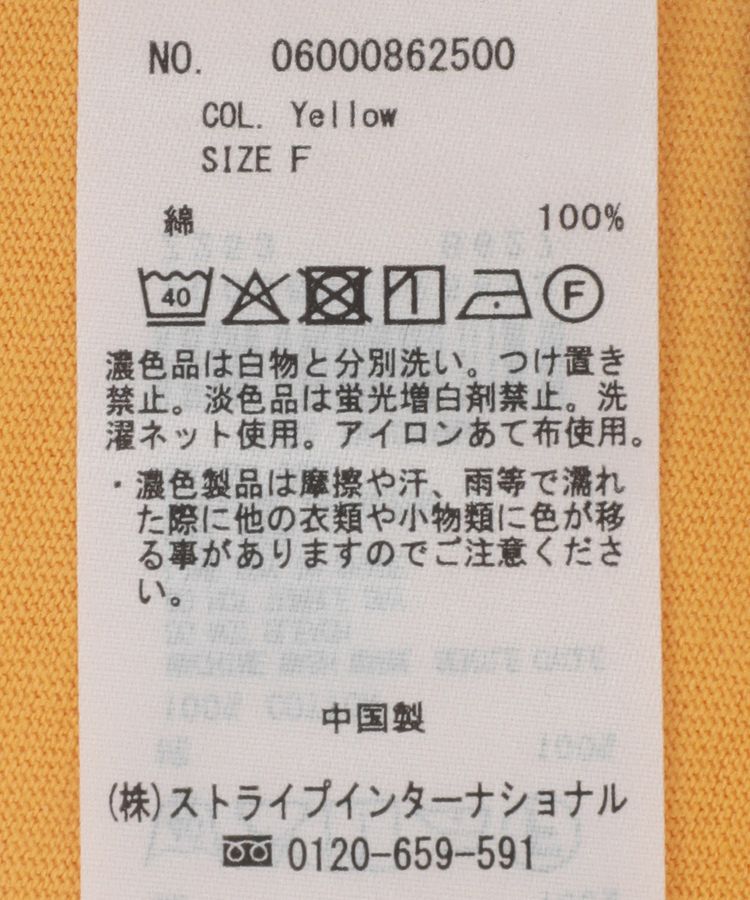 NO. 06000862500
COL. Yellow
SIZE F
綿 100%
40 F
濃色品は白物と分別洗い。つけ置き
禁止。淡色品は蛍光増白剤禁止。洗
濯ネット使用。アイロンあて布使用。
・濃色製品は摩擦や汗、雨等で濡れ
た際に他の衣類や小物類に色が移
る事がありますのでご注意くださ
い。
中国製
(株)ストライプインターナショナル
0120-659-591